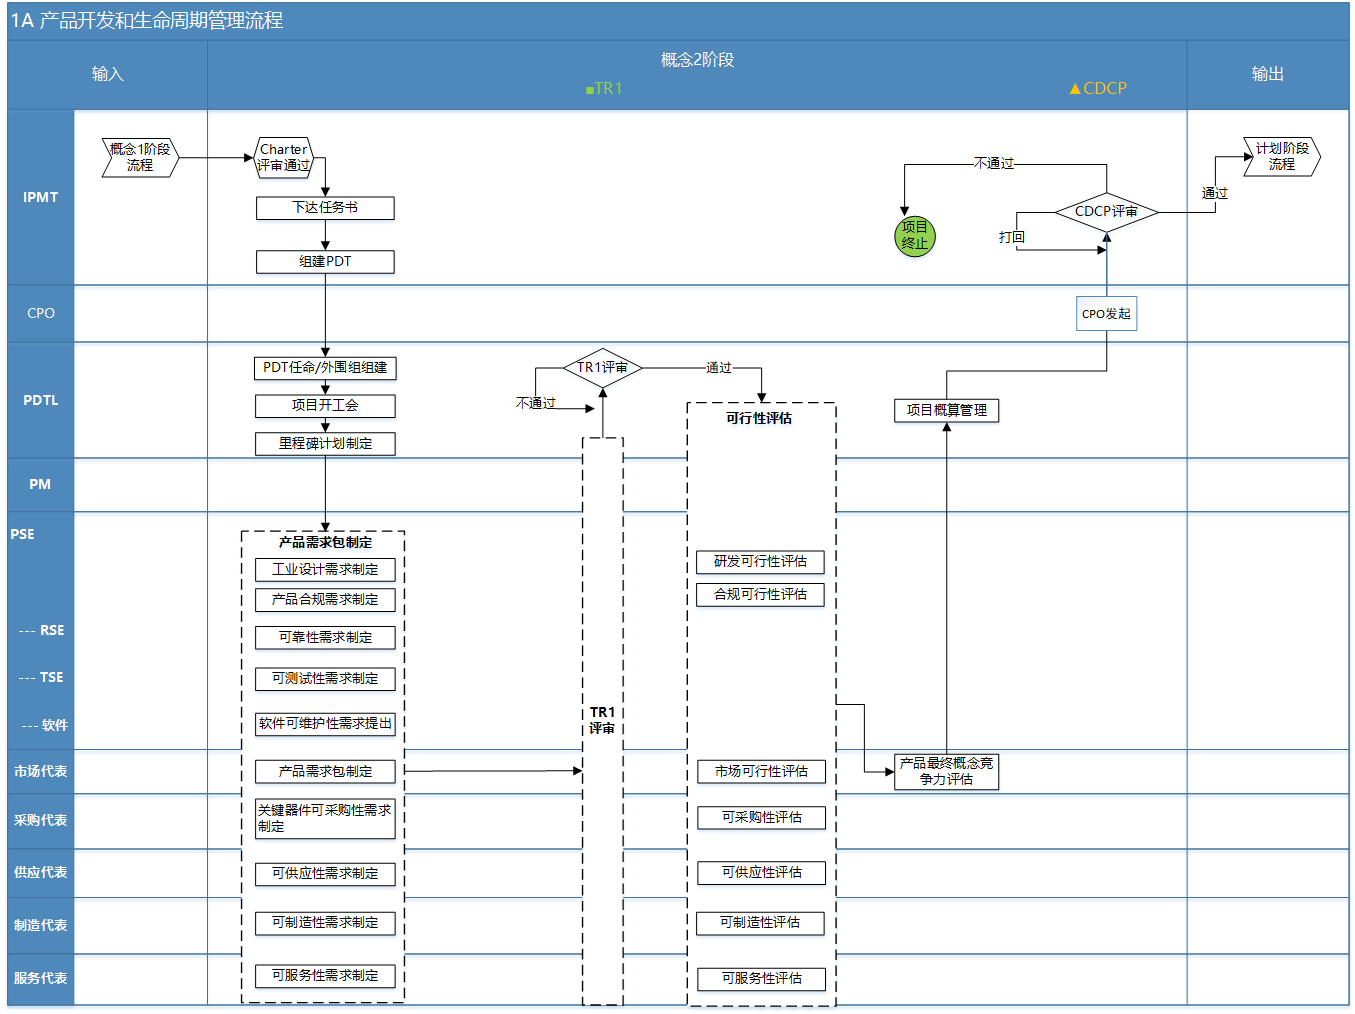 1A 产品开发和生命周期管理流程
输入
概念2阶段
■TR1
▲CDCP
输出
IPMT
概念1阶段
流程
Charter
评审通过
下达任务书
组建PDT
不通过
项目
终止
CDCP评审
打回
通过
计划阶段
流程
CPO
CPO发起
PDTL
PDT任命/外围组组建
项目开工会
里程碑计划制定
TR1评审
不通过
通过
可行性评估
项目概算管理
PM
PSE
产品需求包制定
工业设计需求制定
产品合规需求制定
研发可行性评估
合规可行性评估
--- RSE
可靠性需求制定
--- TSE
可测试性需求制定
--- 软件
软件可维护性需求提出
TR1
评审
市场代表
产品需求包制定
市场可行性评估
产品最终概念竞
争力评估
采购代表
关键器件可采购性需求
制定
可采购性评估
供应代表
可供应性需求制定
可供应性评估
制造代表
可制造性需求制定
可制造性评估
服务代表
可服务性需求制定
可服务性评估